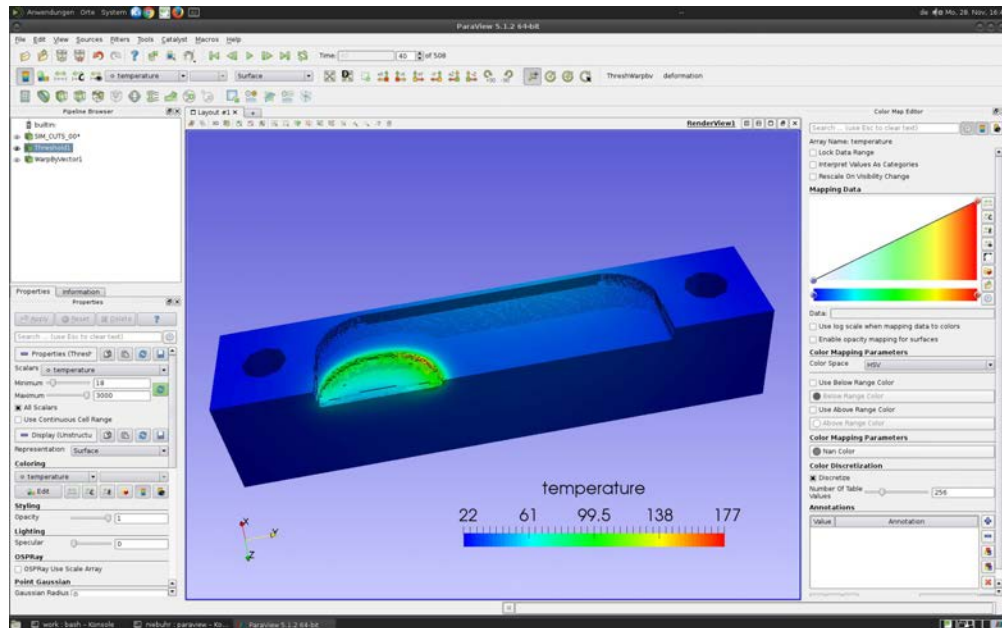 Anwendungen Orte System
de Mo, 28. Nov, 16:4
ParaView 5.1.2 64-bit
File Edit View Sources Filters Tools Catalyst Macros Help
Time: 40 of 508
temperature Surface ThreshWarpbv deformation
Pipeline Browser
builtin:
SIM_CUTS_00*
Threshold1
WarpByVector1
Properties Information
Properties
Apply Reset Delete ?
Search ... (use Esc to clear text)
Properties (Thresh
Scalars temperature
Minimum 18
Maximum 3000
All Scalars
Use Continuous Cell Range
Display (Unstructu
Representation Surface
Coloring
temperature
Edit
Styling
Opacity 1
Lighting
Specular 0
OSPRay
OSPRay Use Scale Array
Point Gaussian
Gaussian Radius 0
Layout #1
RenderView1
3D
X
Y
Z
temperature
22 61 99.5 138 177
Color Map Editor
Search ... (use Esc to clear text)
Array Name: temperature
Lock Data Range
Interpret Values As Categories
Rescale On Visibility Change
Mapping Data
Data:
Use log scale when mapping data to colors
Enable opacity mapping for surfaces
Color Mapping Parameters
Color Space HSV
Use Below Range Color
Below Range Color
Use Above Range Color
Above Range Color
Color Mapping Parameters
Nan Color
Color Discretization
Discretize
Number Of Table Values 256
Annotations
Value Annotation
work : bash - Konsole niebuhr : paraview - Ko... ParaView 5.1.2 64-bit